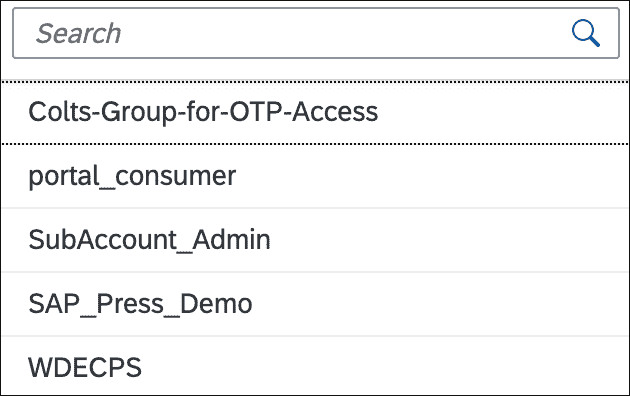 Search
Colts-Group-for-OTP-Access
portal_consumer
SubAccount_Admin
SAP_Press_Demo
WDECPS